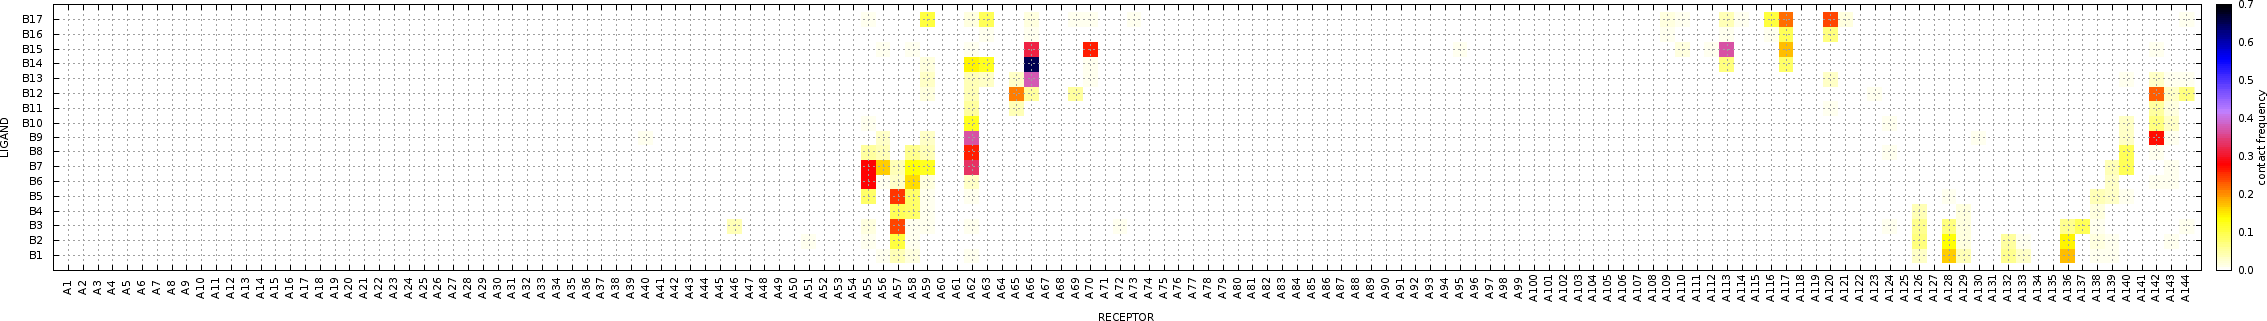 B17
B16
B15
B14
B13
B12
B11
B10
B9
B8
B7
B6
B5
B4
B3
B2
B1
LIGAND
A1 A2 A3 A4 A5 A6 A7 A8 A9 A10 A11 A12 A13 A14 A15 A16 A17 A18 A19 A20 A21 A22 A23 A24 A25 A26 A27 A28 A29 A30 A31 A32 A33 A34 A35 A36 A37 A38 A39 A40 A41 A42 A43 A44 A45 A46 A47 A48 A49 A50 A51 A52 A53 A54 A55 A56 A57 A58 A59 A60 A61 A62 A63 A64 A65 A66 A67 A68 A69 A70 A71 A72 A73 A74 A75 A76 A77 A78 A79 A80 A81 A82 A83 A84 A85 A86 A87 A88 A89 A90 A91 A92 A93 A94 A95 A96 A97 A98 A99 A100 A101 A102 A103 A104 A105 A106 A107 A108 A109 A110 A111 A112 A113 A114 A115 A116 A117 A118 A119 A120 A121 A122 A123 A124 A125 A126 A127 A128 A129 A130 A131 A132 A133 A134 A135 A136 A137 A138 A139 A140 A141 A142 A143 A144
RECEPTOR
0.7
0.6
0.5
0.4
0.3
0.2
0.1
0.0
contact frequency